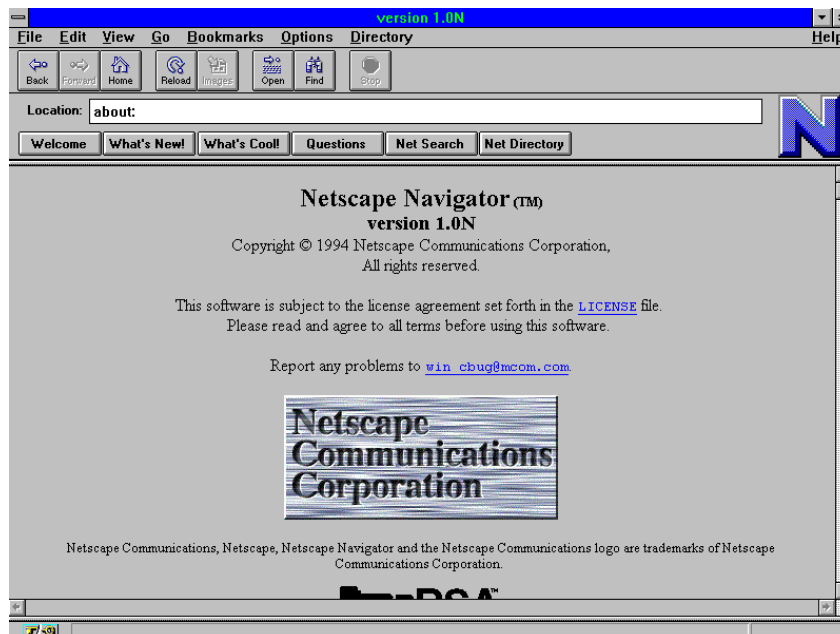 version 1.0N
File Edit View Go Bookmarks Options Directory Help
Back Forward Home Reload Images Open Find Stop
Location: about:
Welcome What's New! What's Cool! Questions Net Search Net Directory
N
Netscape Navigator (TM)
version 1.0N
Copyright © 1994 Netscape Communications Corporation,
All rights reserved.
This software is subject to the license agreement set forth in the LICENSE file.
Please read and agree to all terms before using this software.
Report any problems to win_cbug@mcom.com.
Netscape
Communications
Corporation
Netscape Communications, Netscape, Netscape Navigator and the Netscape Communications logo are trademarks of Netscape
Communications Corporation.